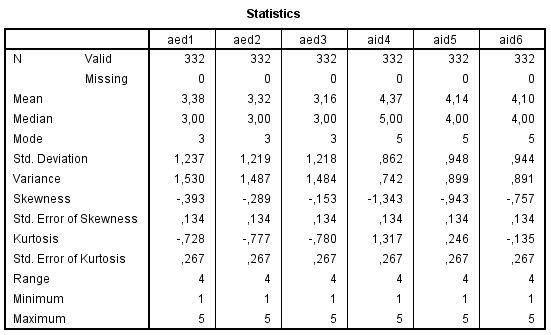 Statistics
aed1 aed2 aed3 aid4 aid5 aid6
N Valid 332 332 332 332 332 332
Missing 0 0 0 0 0 0
Mean 3,38 3,32 3,16 4,37 4,14 4,10
Median 3,00 3,00 3,00 5,00 4,00 4,00
Mode 3 3 3 5 5 5
Std. Deviation 1,237 1,219 1,218 ,862 ,948 ,944
Variance 1,530 1,487 1,484 ,742 ,899 ,891
Skewness -,393 -,289 -,153 -1,343 -,943 -,757
Std. Error of Skewness ,134 ,134 ,134 ,134 ,134 ,134
Kurtosis -,728 -,777 -,780 1,317 ,246 -,135
Std. Error of Kurtosis ,267 ,267 ,267 ,267 ,267 ,267
Range 4 4 4 4 4 4
Minimum 1 1 1 1 1 1
Maximum 5 5 5 5 5 5